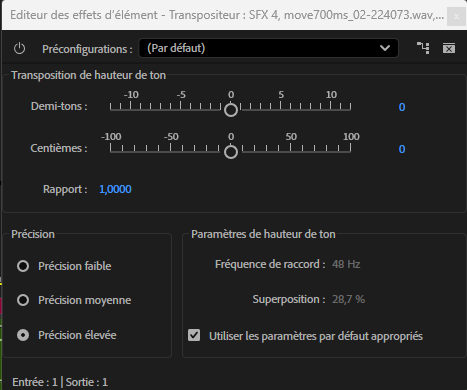 Editeur des effets d'élément - Transpositeur : SFX 4, move700ms_02-224073.wav,...
Préconfigurations : (Par défaut)
Transposition de hauteur de ton
-10 -5 0 5 10
Demi-tons : 0
-100 -50 0 50 100
Centièmes : 0
Rapport : 1,0000
Précision
Précision faible
Précision moyenne
Précision élevée
Paramètres de hauteur de ton
Fréquence de raccord : 48 Hz
Superposition : 28,7 %
Utiliser les paramètres par défaut appropriés
Entrée : 1 | Sortie : 1